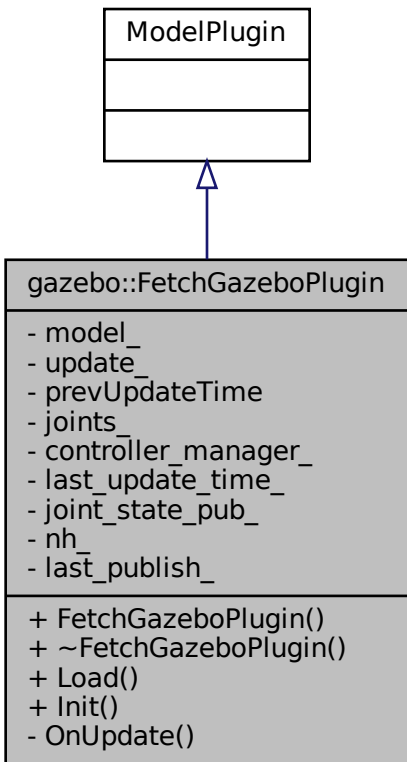 ModelPlugin
gazebo::FetchGazeboPlugin
- model_
- update_
- prevUpdateTime
- joints_
- controller_manager_
- last_update_time_
- joint_state_pub_
- nh_
- last_publish_
+ FetchGazeboPlugin()
+ ~FetchGazeboPlugin()
+ Load()
+ Init()
- OnUpdate()